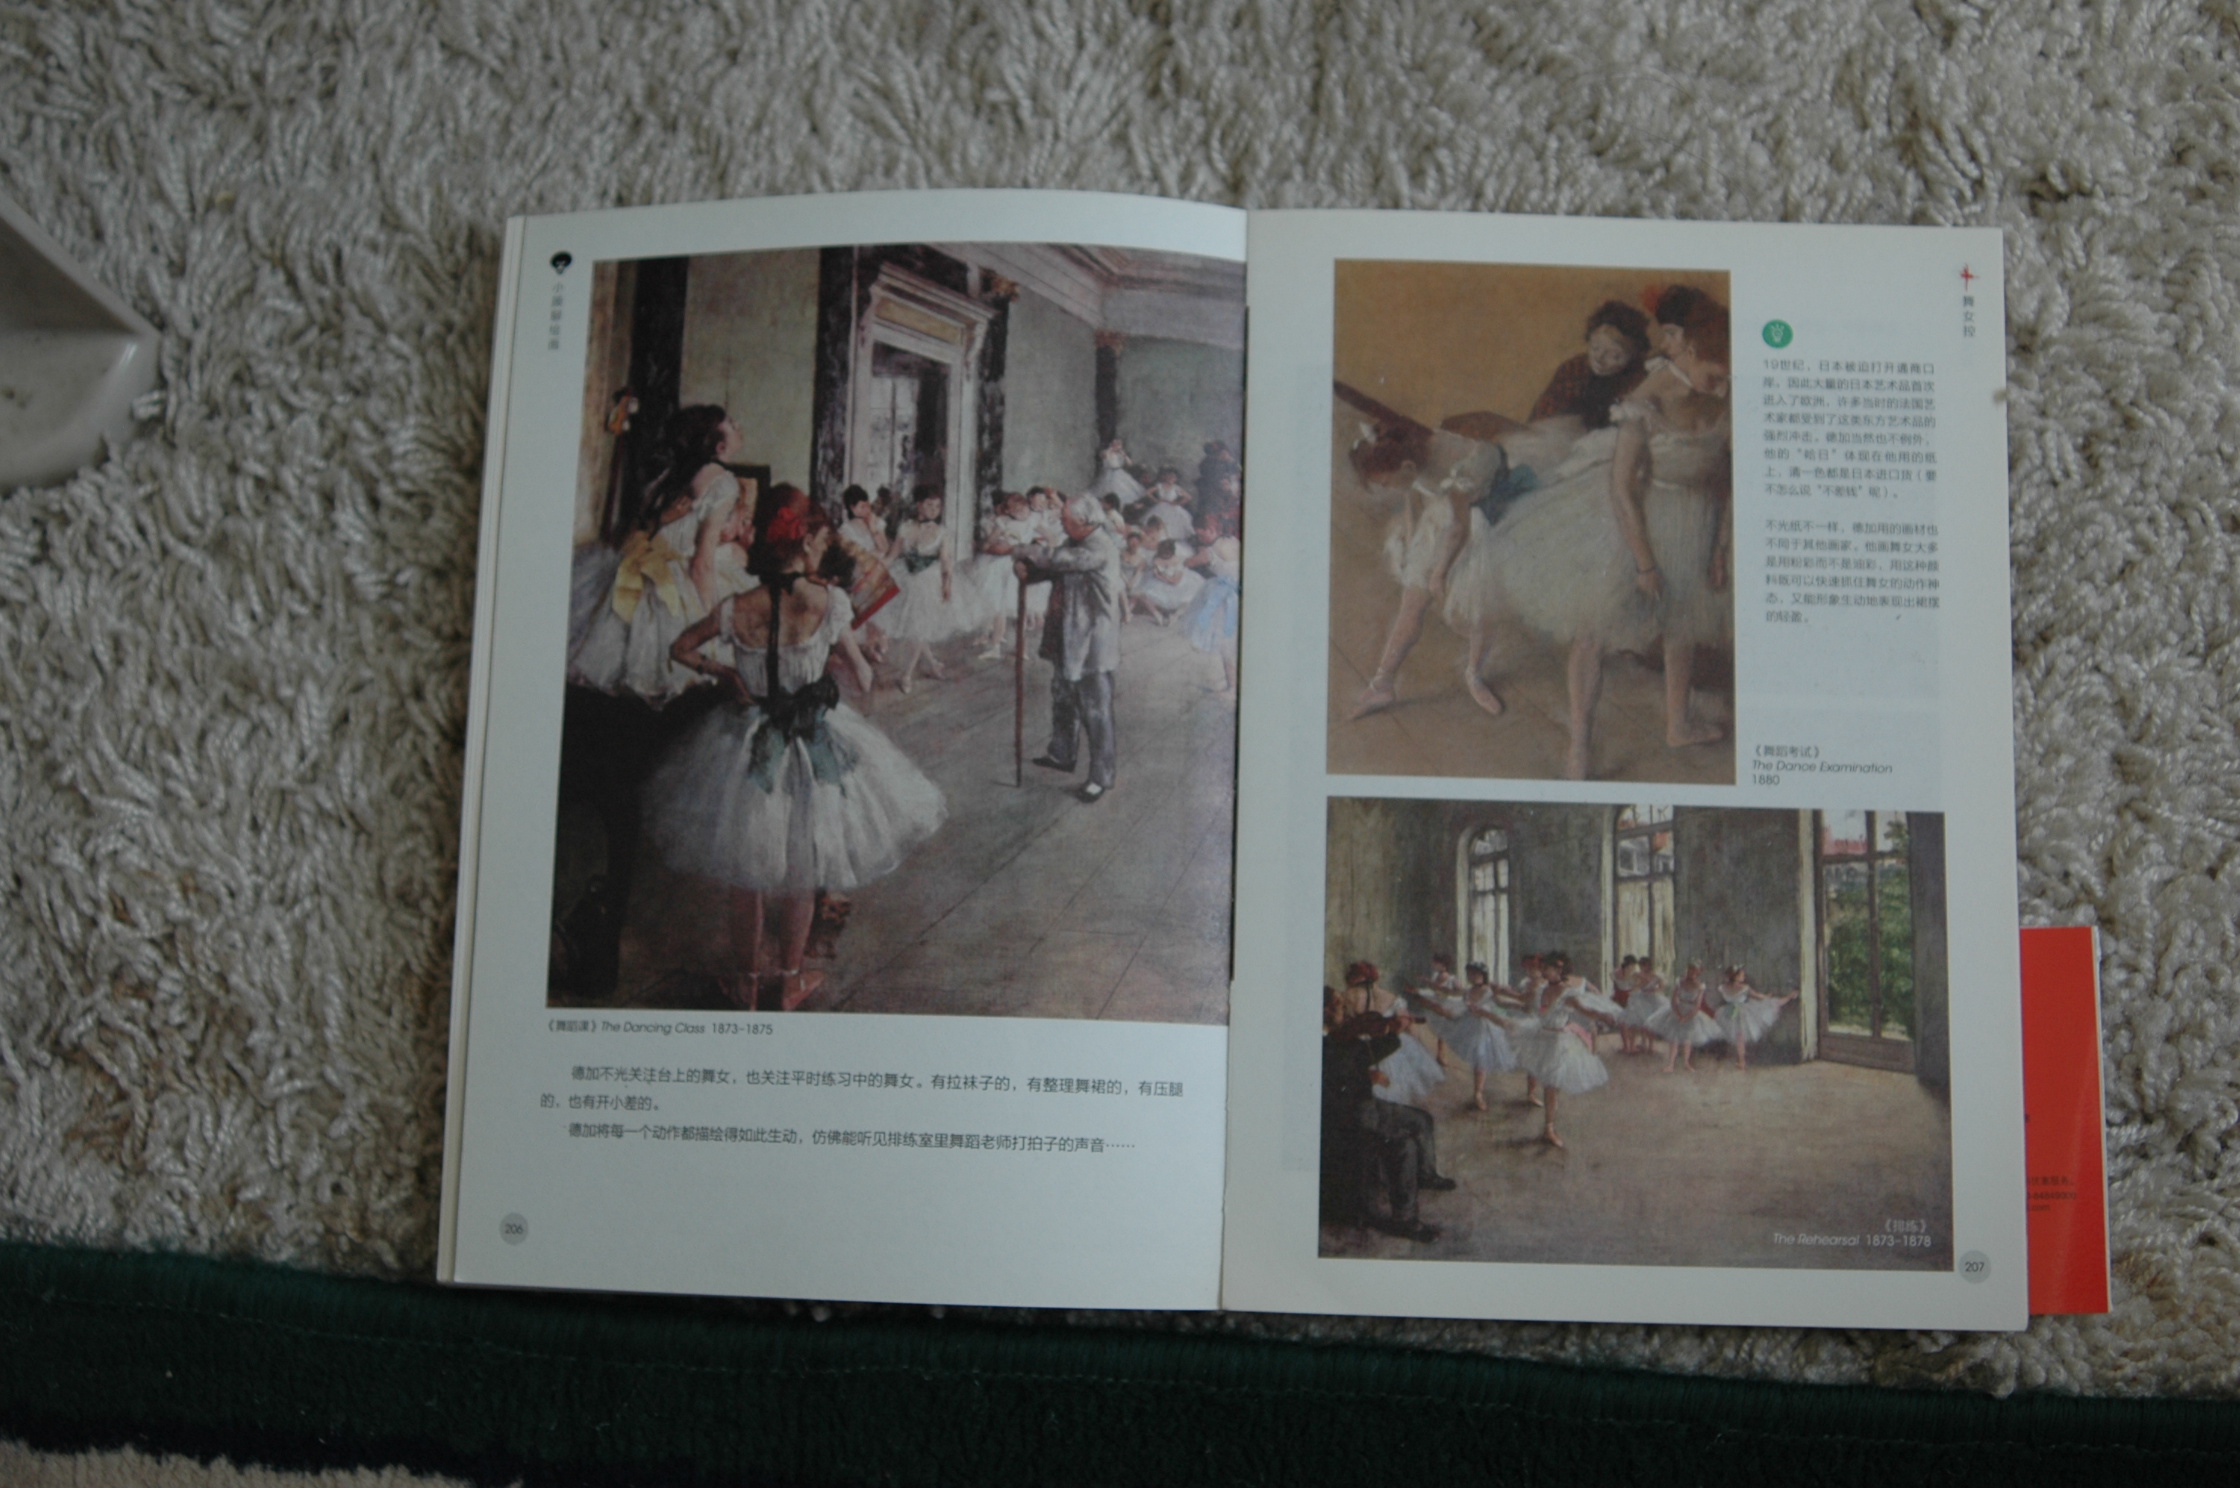 小顾聊绘画
《舞蹈课》The Dancing Class 1873-1875
德加不光关注台上的舞女，也关注平时练习中的舞女。有拉袜子的，有整理舞裙的，有压腿
的，也有开小差的。
德加将每一个动作都描绘得如此生动，仿佛能听见排练室里舞蹈老师打拍子的声音……
206
舞女控
19世纪，日本被迫打开通商口
岸，因此大量的日本艺术品首次
进入了欧洲，许多当时的法国艺
术家都受到了这类东方艺术品的
强烈冲击。德加当然也不例外，
他的“哈日”体现在他用的纸
上，清一色都是日本进口货（要
不怎么说“不差钱”呢）。
不光纸不一样，德加用的画材也
不同于其他画家。他画舞女大多
是用粉彩而不是油彩，用这种颜
料既可以快速抓住舞女的动作神
态，又能形象生动地表现出裙摆
的轻盈。
《舞蹈考试》
The Dance Examination
1880
《排练》
The Rehearsal 1873-1878
207